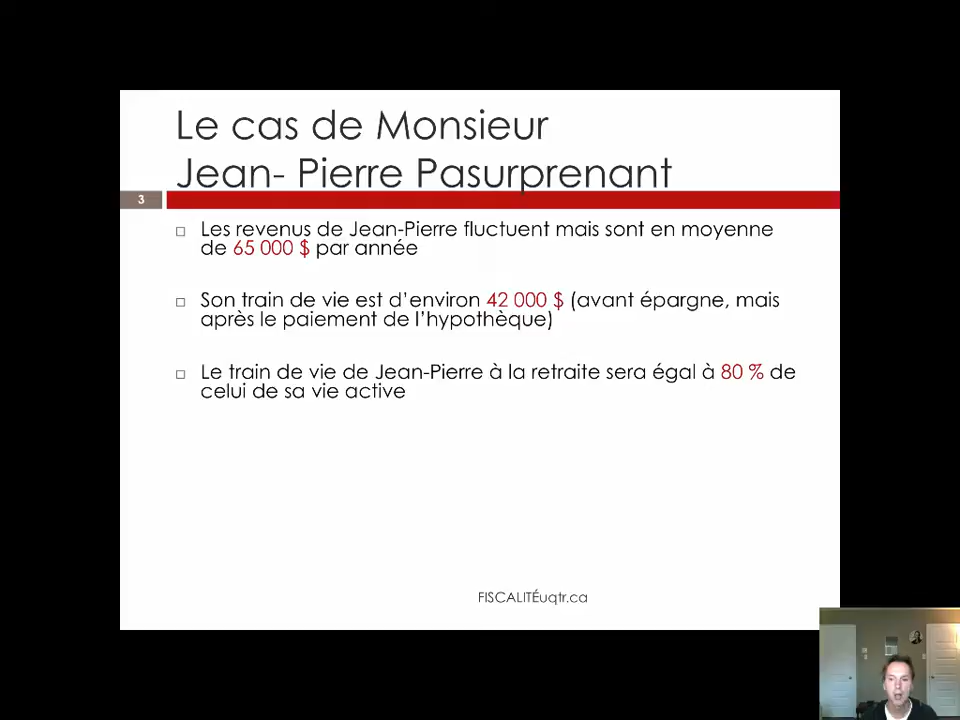 Le cas de Monsieur
Jean- Pierre Pasurprenant
3
Les revenus de Jean-Pierre fluctuent mais sont en moyenne
de 65 000 $ par année
Son train de vie est d'environ 42 000 $ (avant épargne, mais
après le paiement de l'hypothèque)
Le train de vie de Jean-Pierre à la retraite sera égal à 80 % de
celui de sa vie active
FISCALITÉuqtr.ca